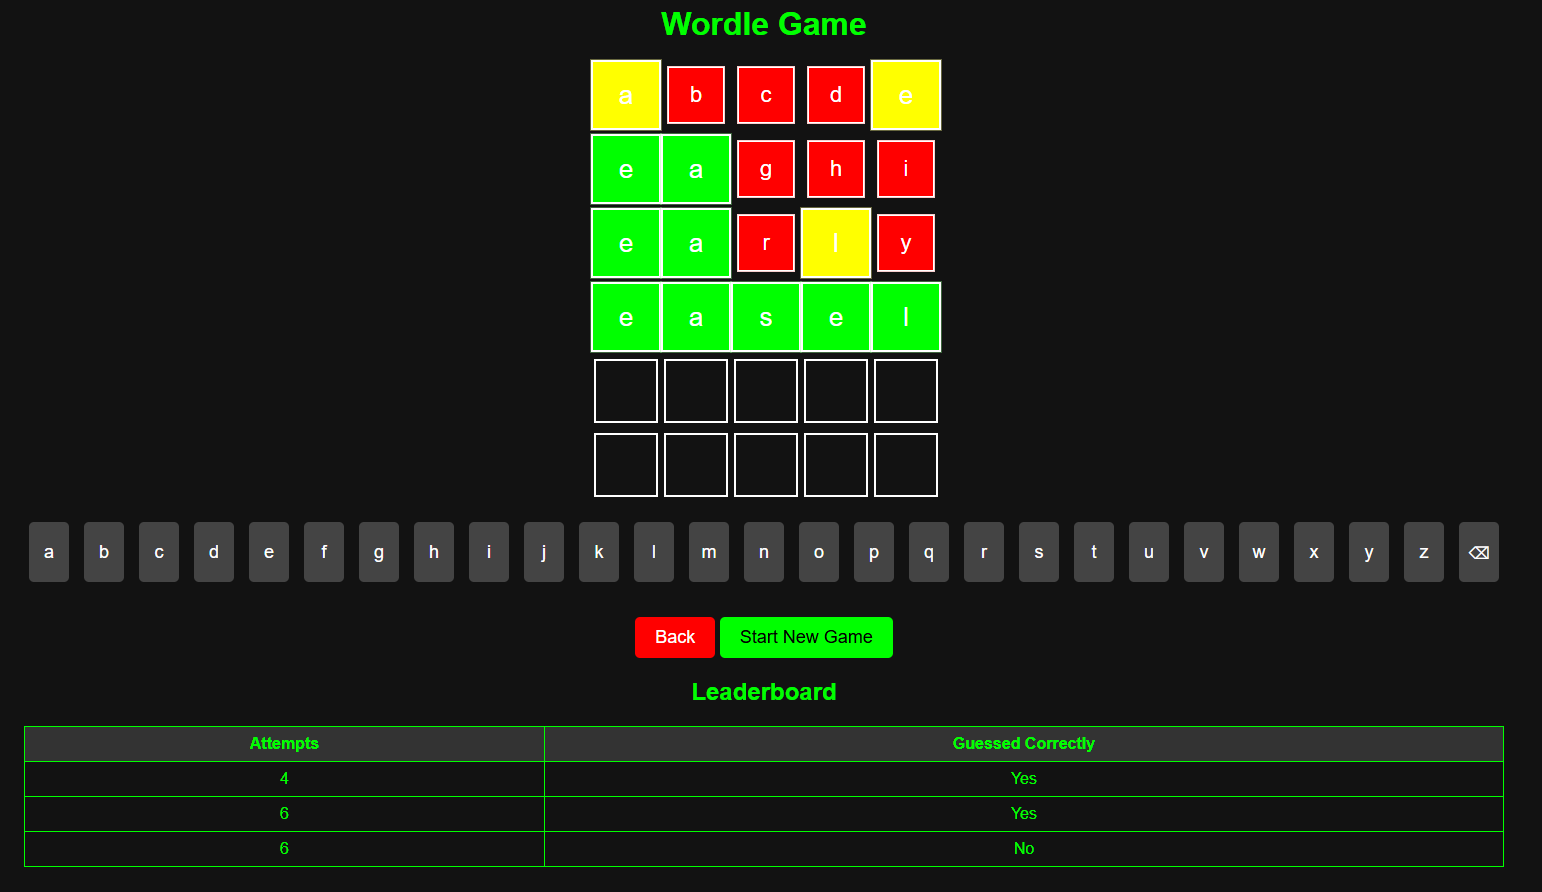 Wordle Game
a b c d e
e a g h i
e a r l y
e a s e l
a b c d e f g h i j k l m n o p q r s t u v w x y z ⌫
Back Start New Game
Leaderboard
Attempts Guessed Correctly
4 Yes
6 Yes
6 No